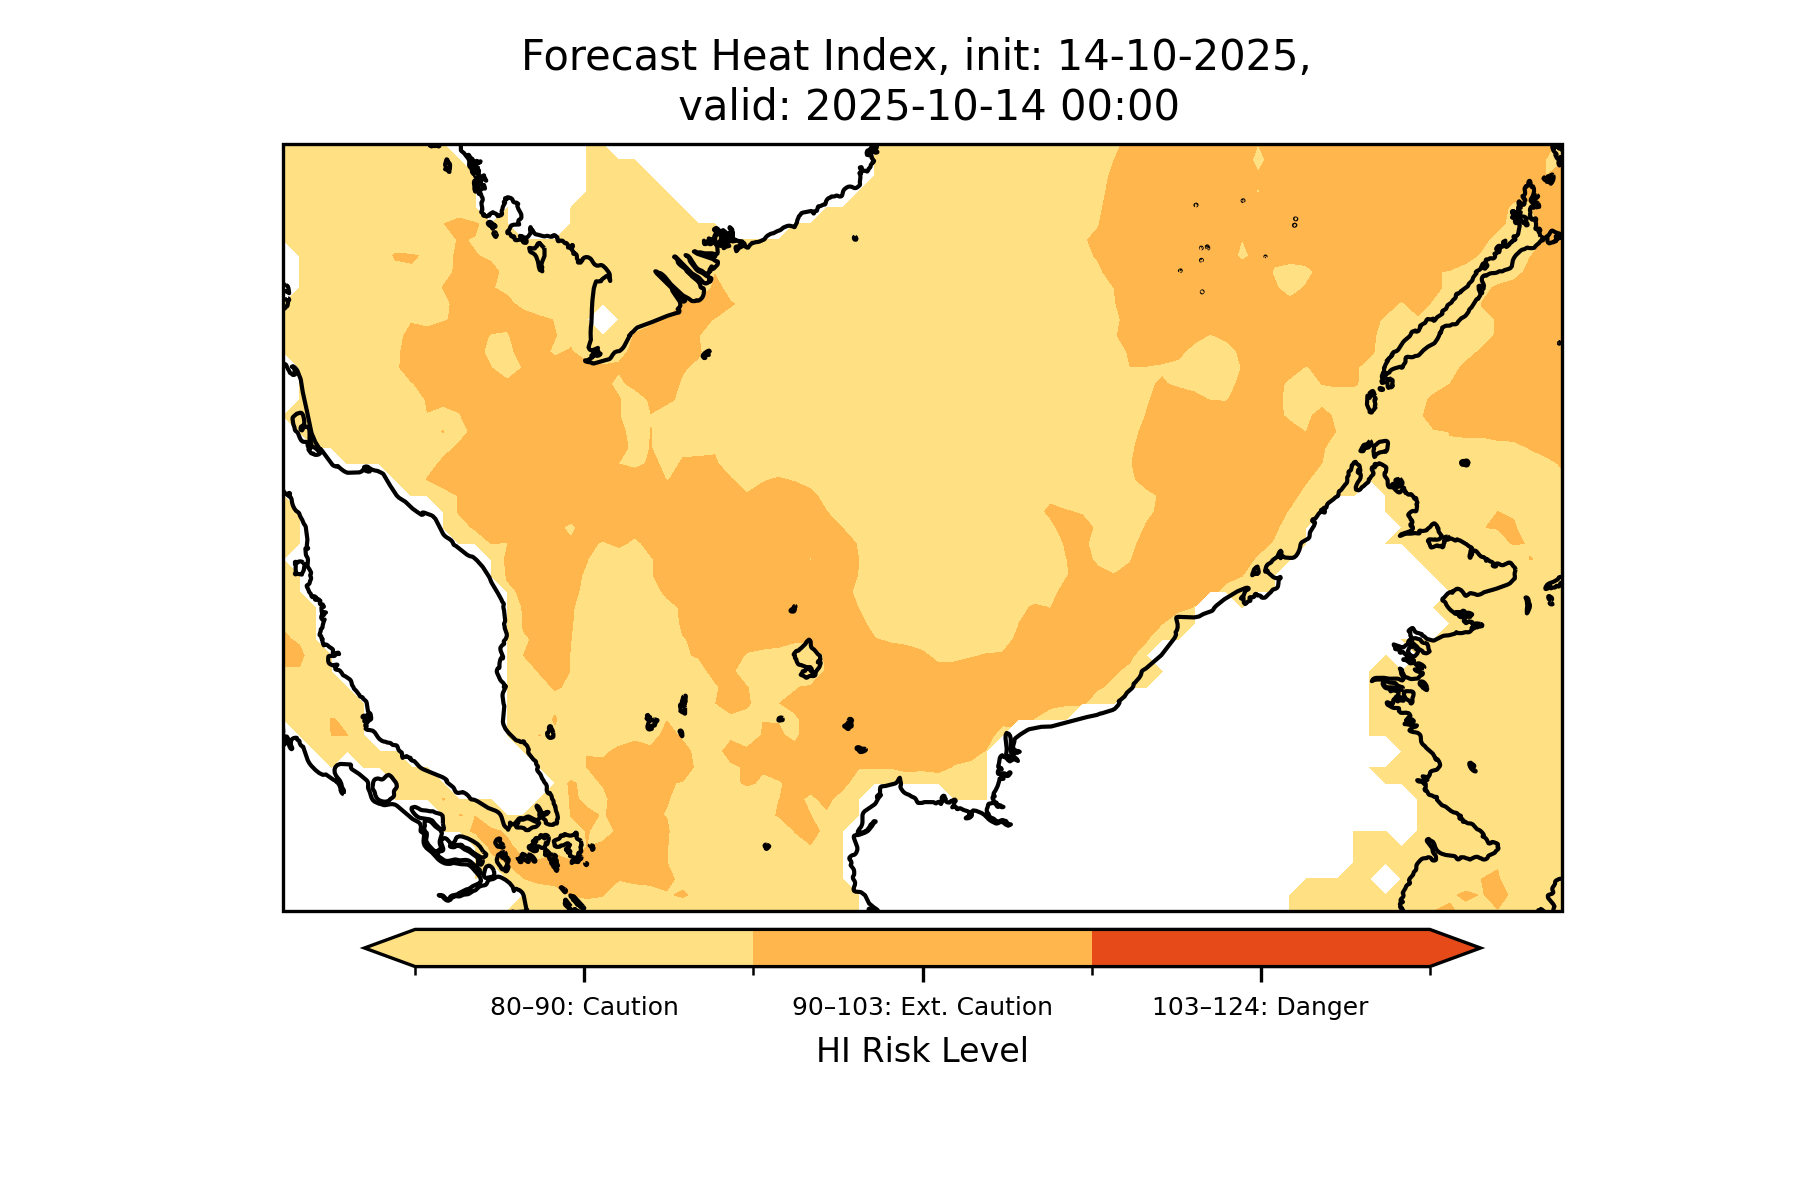 Forecast Heat Index, init: 14-10-2025,
valid: 2025-10-14 00:00
80–90: Caution
90–103: Ext. Caution
103–124: Danger
HI Risk Level